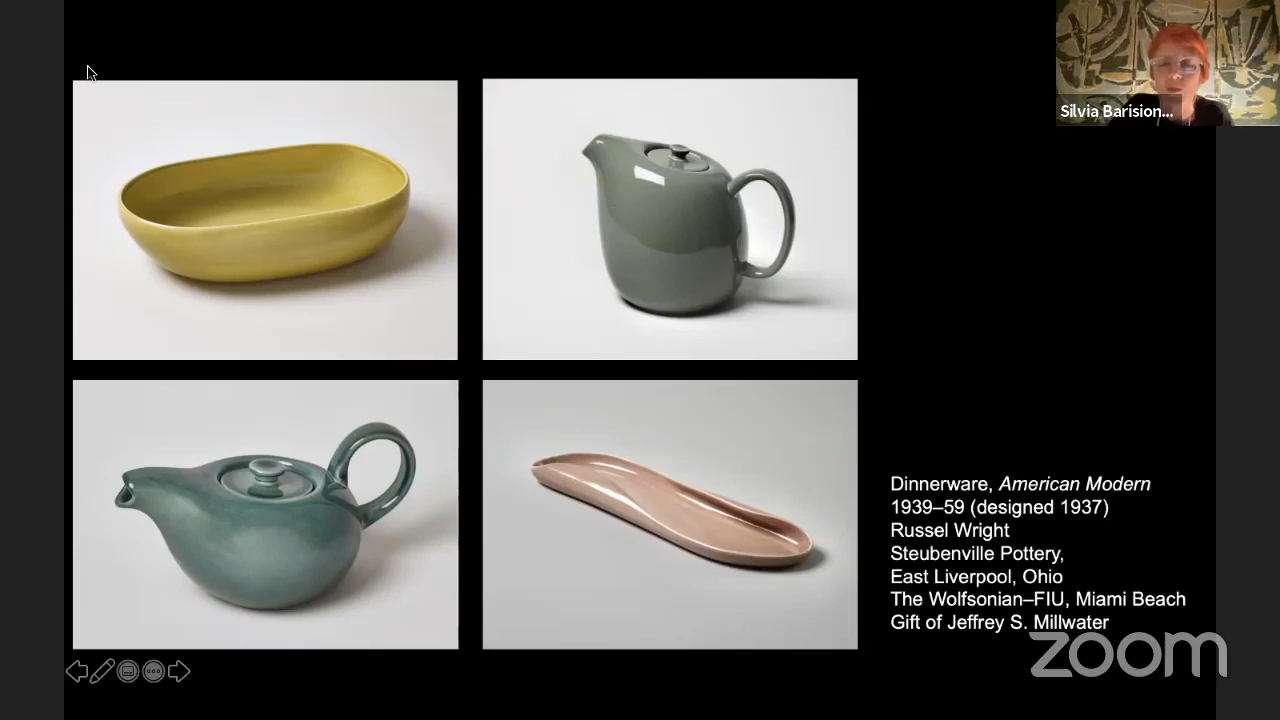 Silvia Barision...
Dinnerware, American Modern
1939–59 (designed 1937)
Russel Wright
Steubenville Pottery,
East Liverpool, Ohio
The Wolfsonian–FIU, Miami Beach
Gift of Jeffrey S. Millwater
zoom